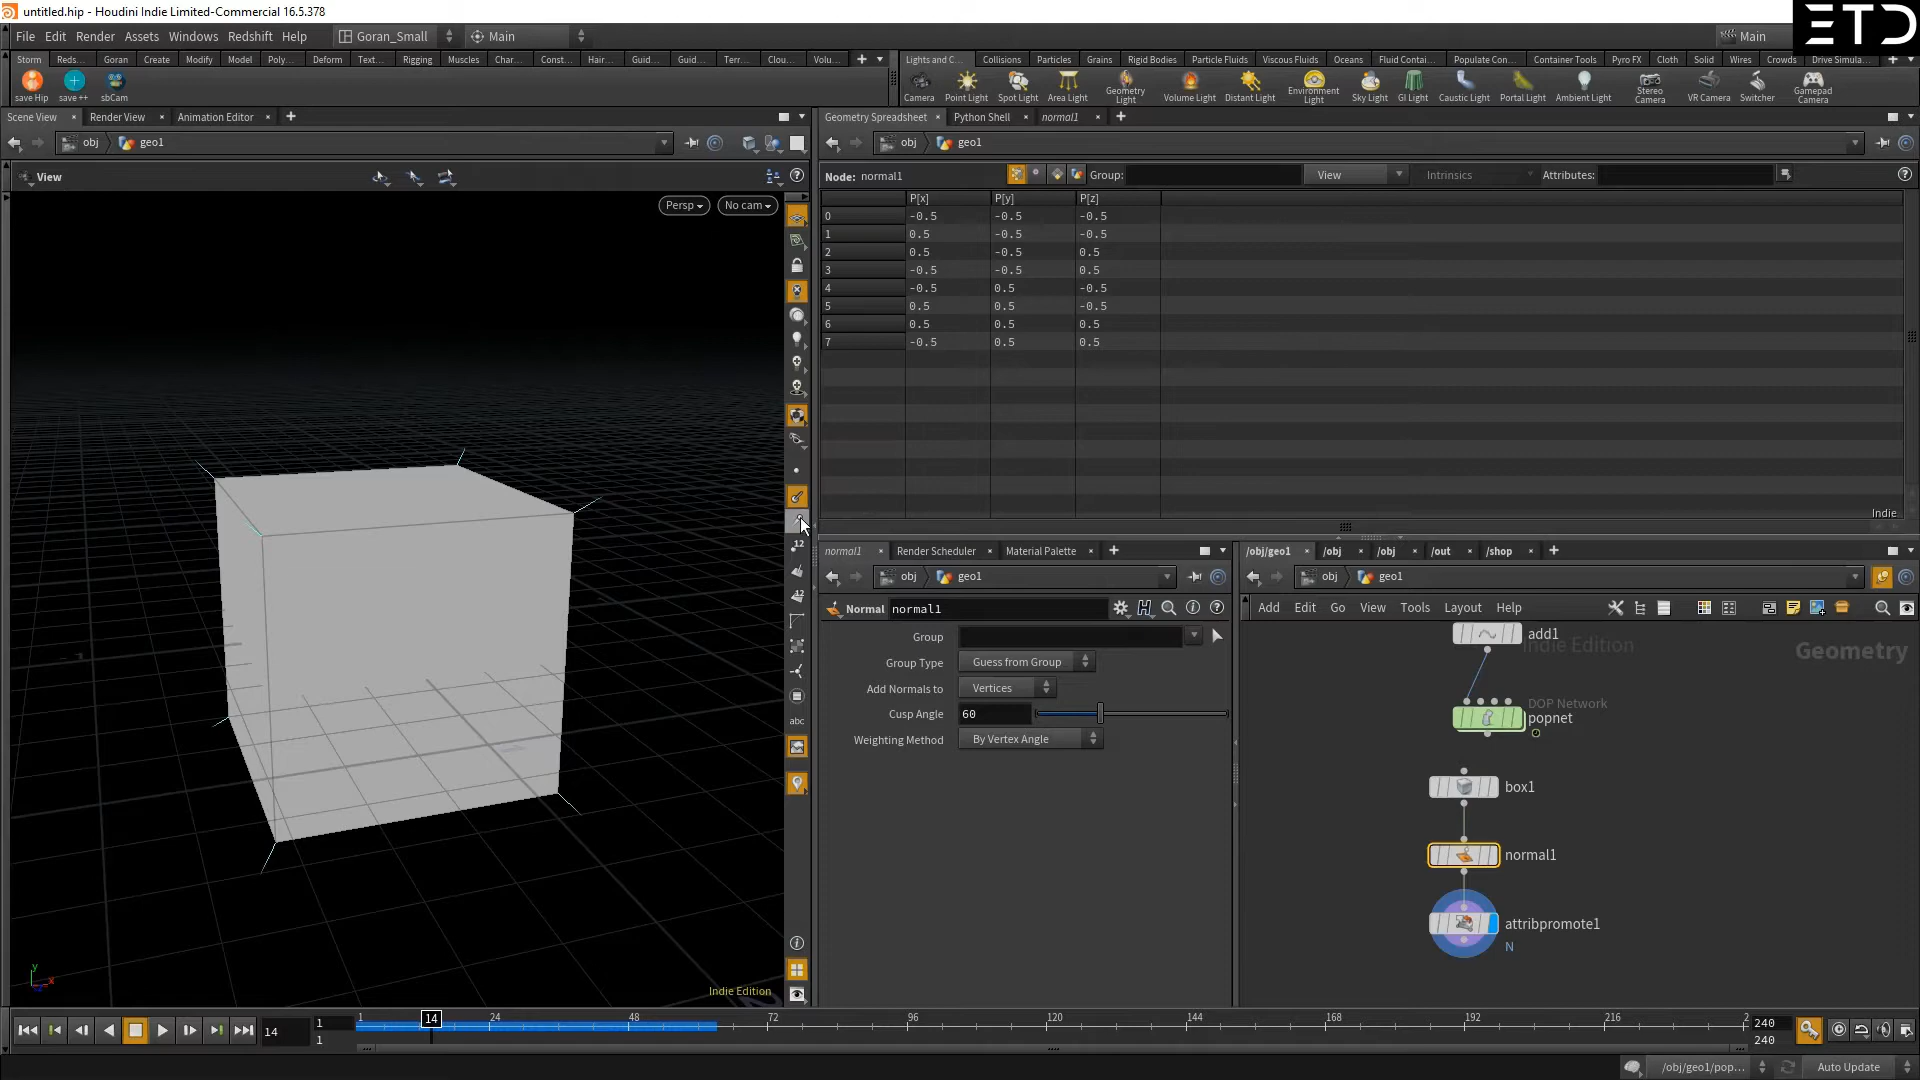 untitled.hip - Houdini Indie Limited-Commercial 16.5.378
ETD
File Edit Render Assets Windows Redshift Help Goran_Small Main Main
Storm Reds... Goran Create Modify Model Poly... Deform Text... Rigging Muscles Char... Const... Hair... Guid... Guid... Terr... Clou... Volu...
Lights and C... Collisions Particles Grains Rigid Bodies Particle Fluids Viscous Fluids Oceans Fluid Contai... Populate Con... Container Tools Pyro FX Cloth Solid Wires Crowds Drive Simula...
save Hip save ++ sbCam
Camera Point Light Spot Light Area Light Geometry Light Volume Light Distant Light Environment Light Sky Light GI Light Caustic Light Portal Light Ambient Light Stereo Camera VR Camera Switcher Gamepad Camera
Scene View Render View Animation Editor
Geometry Spreadsheet Python Shell normal1
obj geo1
obj geo1
View
Node: normal1 Group: View Intrinsics Attributes:
Persp No cam
P[x] P[y] P[z]
0 -0.5 -0.5 -0.5
1 0.5 -0.5 -0.5
2 0.5 -0.5 0.5
3 -0.5 -0.5 0.5
4 -0.5 0.5 -0.5
5 0.5 0.5 -0.5
6 0.5 0.5 0.5
7 -0.5 0.5 0.5
Indie
12
12
abc
normal1 Render Scheduler Material Palette
/obj/geo1 /obj /obj /out /shop
obj geo1
obj geo1
Normal normal1
Add Edit Go View Tools Layout Help
Group
Group Type Guess from Group
Add Normals to Vertices
Cusp Angle 60
Weighting Method By Vertex Angle
add1
Indie Edition
Geometry
DOP Network
popnet
box1
normal1
attribpromote1
N
y
x
Indie Edition
14
1
1
1 14 24 48 72 96 120 144 168 192 216 2
240
240
/obj/geo1/pop... Auto Update